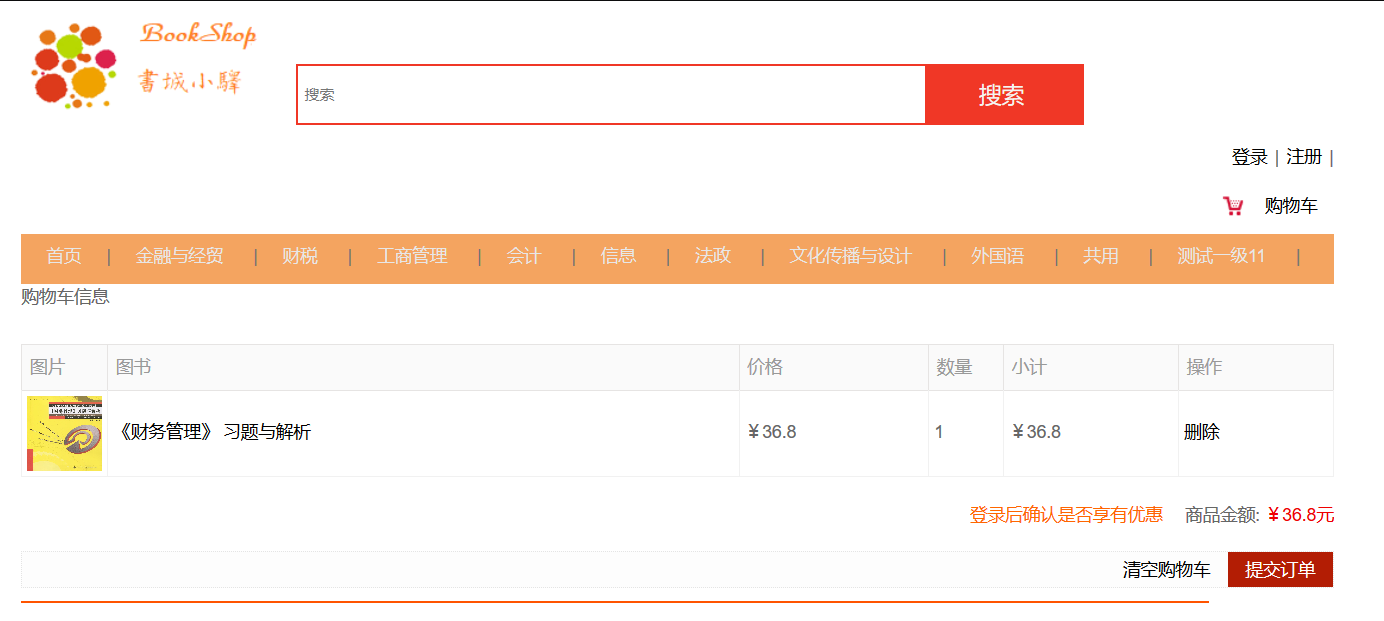 BookShop
書城小驛
搜索 搜索
登录 | 注册 |
购物车
首页 | 金融与经贸 | 财税 | 工商管理 | 会计 | 信息 | 法政 | 文化传播与设计 | 外国语 | 共用 | 测试一级11 |
购物车信息
图片 图书 价格 数量 小计 操作
《财务管理》 习题与解析 ￥36.8 1 ￥36.8 删除
登录后确认是否享有优惠 商品金额: ￥36.8元
清空购物车 提交订单